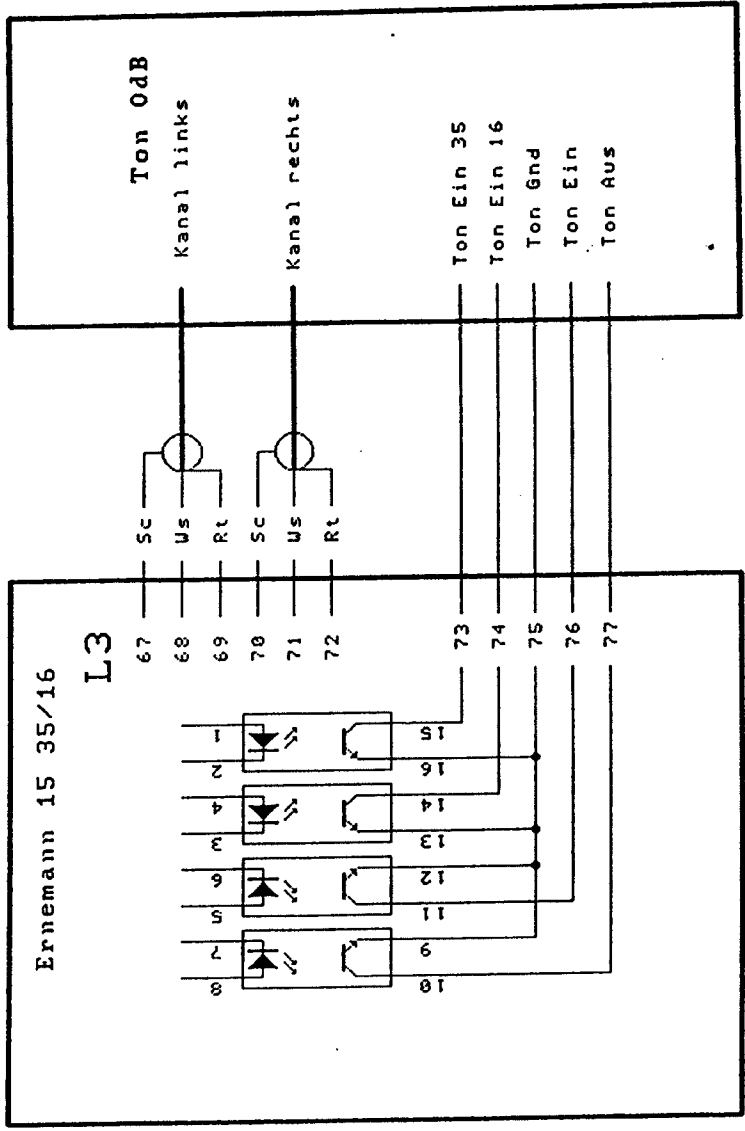 Ton 0dB
Kanal links
Kanal rechts
Ton Ein 35
Ton Ein 16
Ton Gnd
Ton Ein
Ton Aus
Sc
Ws
Rt
Sc
Ws
Rt
Ernemann 15 35/16
L3
67
68
69
70
71
72
73
74
75
76
77
1
2
4
3
6
5
7
8
15
16
14
13
12
11
9
10